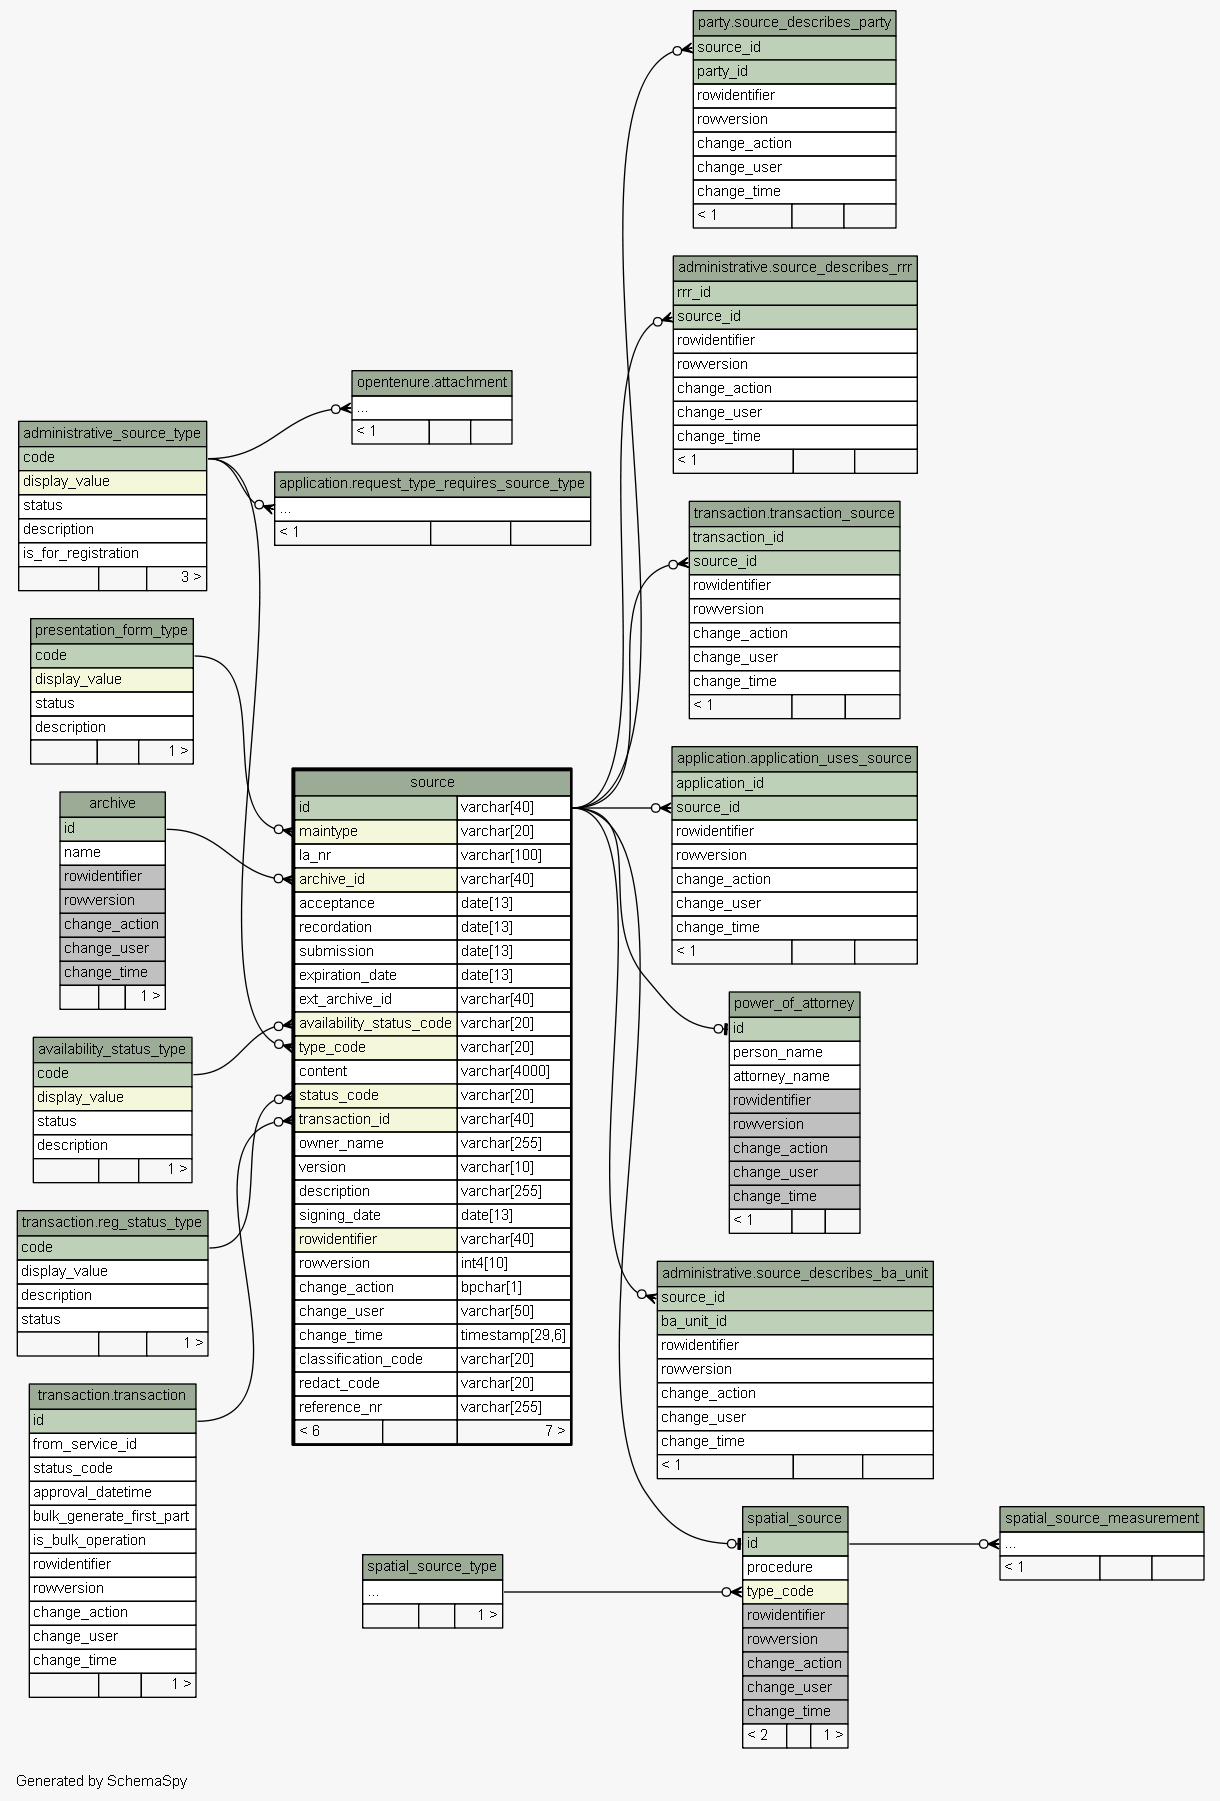 party.source_describes_party
source_id
party_id
rowidentifier
rowversion
change_action
change_user
change_time
< 1
administrative.source_describes_rrr
rrr_id
source_id
rowidentifier
rowversion
change_action
change_user
change_time
< 1
opentenure.attachment
...
< 1
administrative_source_type
code
display_value
status
description
is_for_registration
3 >
application.request_type_requires_source_type
...
< 1
transaction.transaction_source
transaction_id
source_id
rowidentifier
rowversion
change_action
change_user
change_time
< 1
presentation_form_type
code
display_value
status
description
1 >
application.application_uses_source
application_id
source_id
rowidentifier
rowversion
change_action
change_user
change_time
< 1
archive
id
name
rowidentifier
rowversion
change_action
change_user
change_time
1 >
source
id varchar[40]
maintype varchar[20]
la_nr varchar[100]
archive_id varchar[40]
acceptance date[13]
recordation date[13]
submission date[13]
expiration_date date[13]
ext_archive_id varchar[40]
availability_status_code varchar[20]
type_code varchar[20]
content varchar[4000]
status_code varchar[20]
transaction_id varchar[40]
owner_name varchar[255]
version varchar[10]
description varchar[255]
signing_date date[13]
rowidentifier varchar[40]
rowversion int4[10]
change_action bpchar[1]
change_user varchar[50]
change_time timestamp[29,6]
classification_code varchar[20]
redact_code varchar[20]
reference_nr varchar[255]
< 6 7 >
power_of_attorney
id
person_name
attorney_name
rowidentifier
rowversion
change_action
change_user
change_time
< 1
availability_status_type
code
display_value
status
description
1 >
transaction.reg_status_type
code
display_value
description
status
1 >
administrative.source_describes_ba_unit
source_id
ba_unit_id
rowidentifier
rowversion
change_action
change_user
change_time
< 1
transaction.transaction
id
from_service_id
status_code
approval_datetime
bulk_generate_first_part
is_bulk_operation
rowidentifier
rowversion
change_action
change_user
change_time
1 >
spatial_source_type
...
1 >
spatial_source
id
procedure
type_code
rowidentifier
rowversion
change_action
change_user
change_time
< 2 1 >
spatial_source_measurement
...
< 1
Generated by SchemaSpy